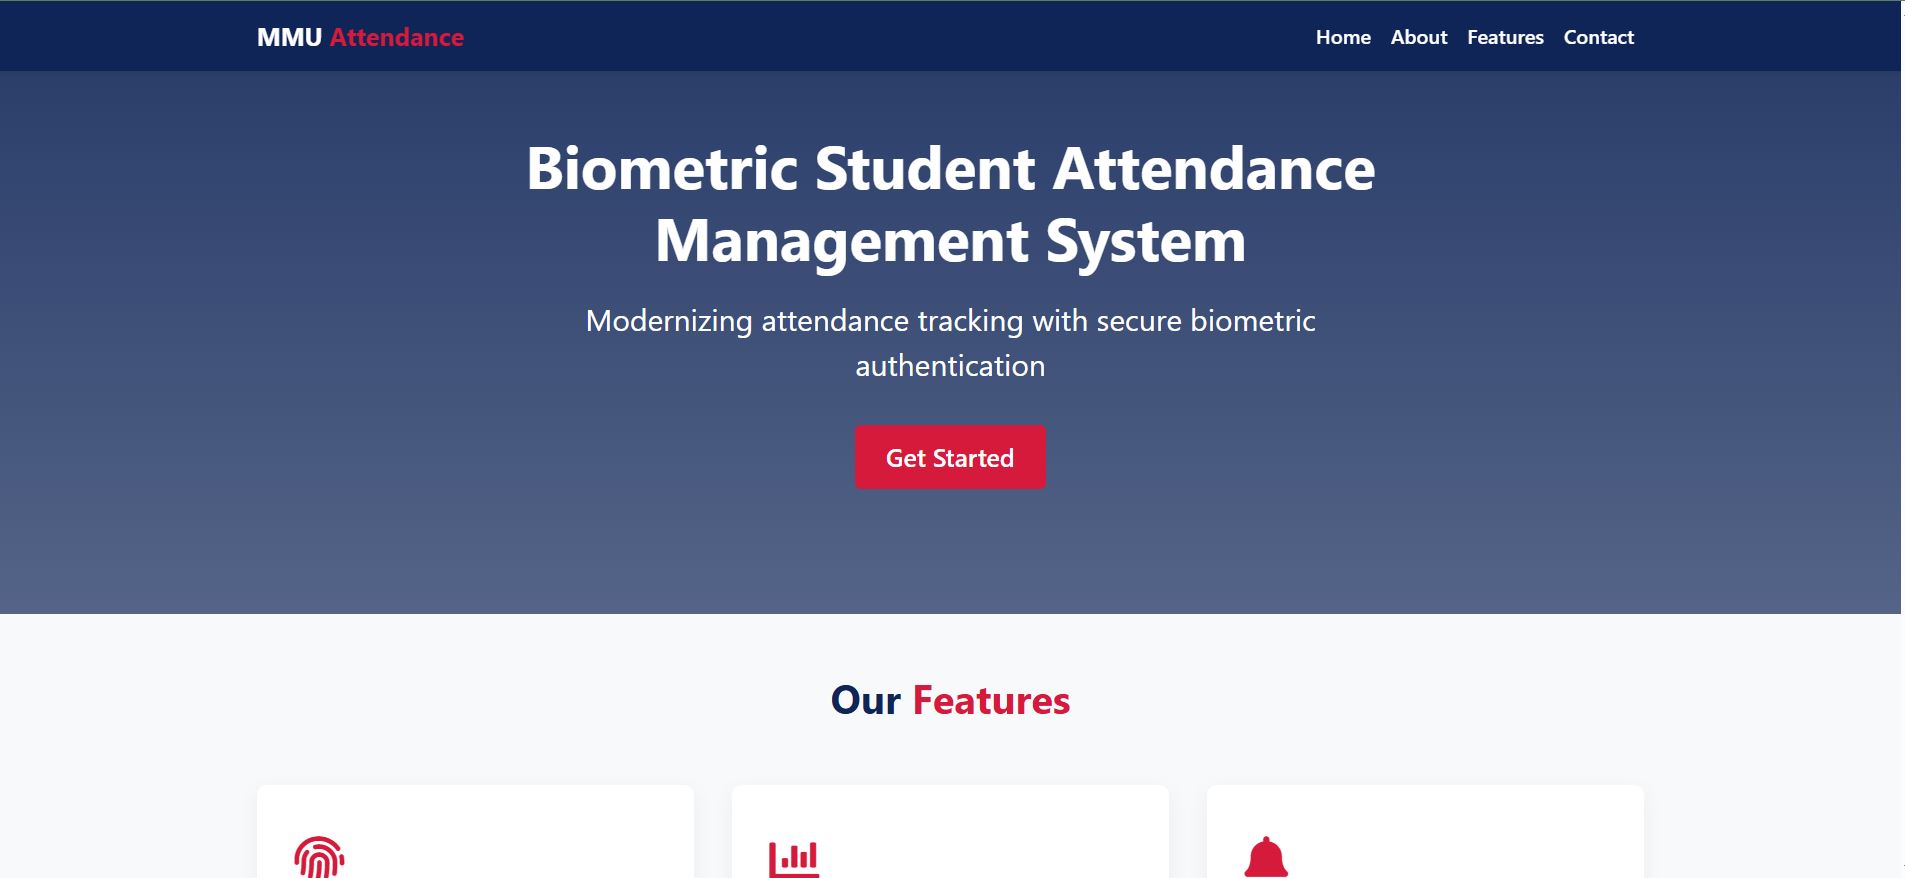 MMU Attendance
Home About Features Contact
Biometric Student Attendance
Management System
Modernizing attendance tracking with secure biometric
authentication
Get Started
Our Features